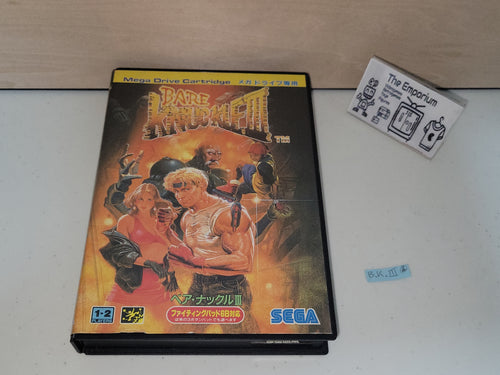 Mega Drive Cartridge メガドライブ専用
BARE
KNUCKLE III
TM
The Emporium
B.K. III
ベア・ナックルIII
ファイティングパッド6B対応
1-2
PLAYERS
SEGA